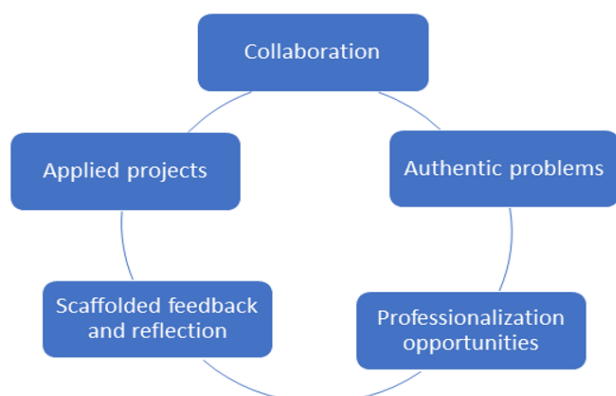 Collaboration
Applied projects
Authentic problems
Scaffolded feedback
and reflection
Professionalization
opportunities